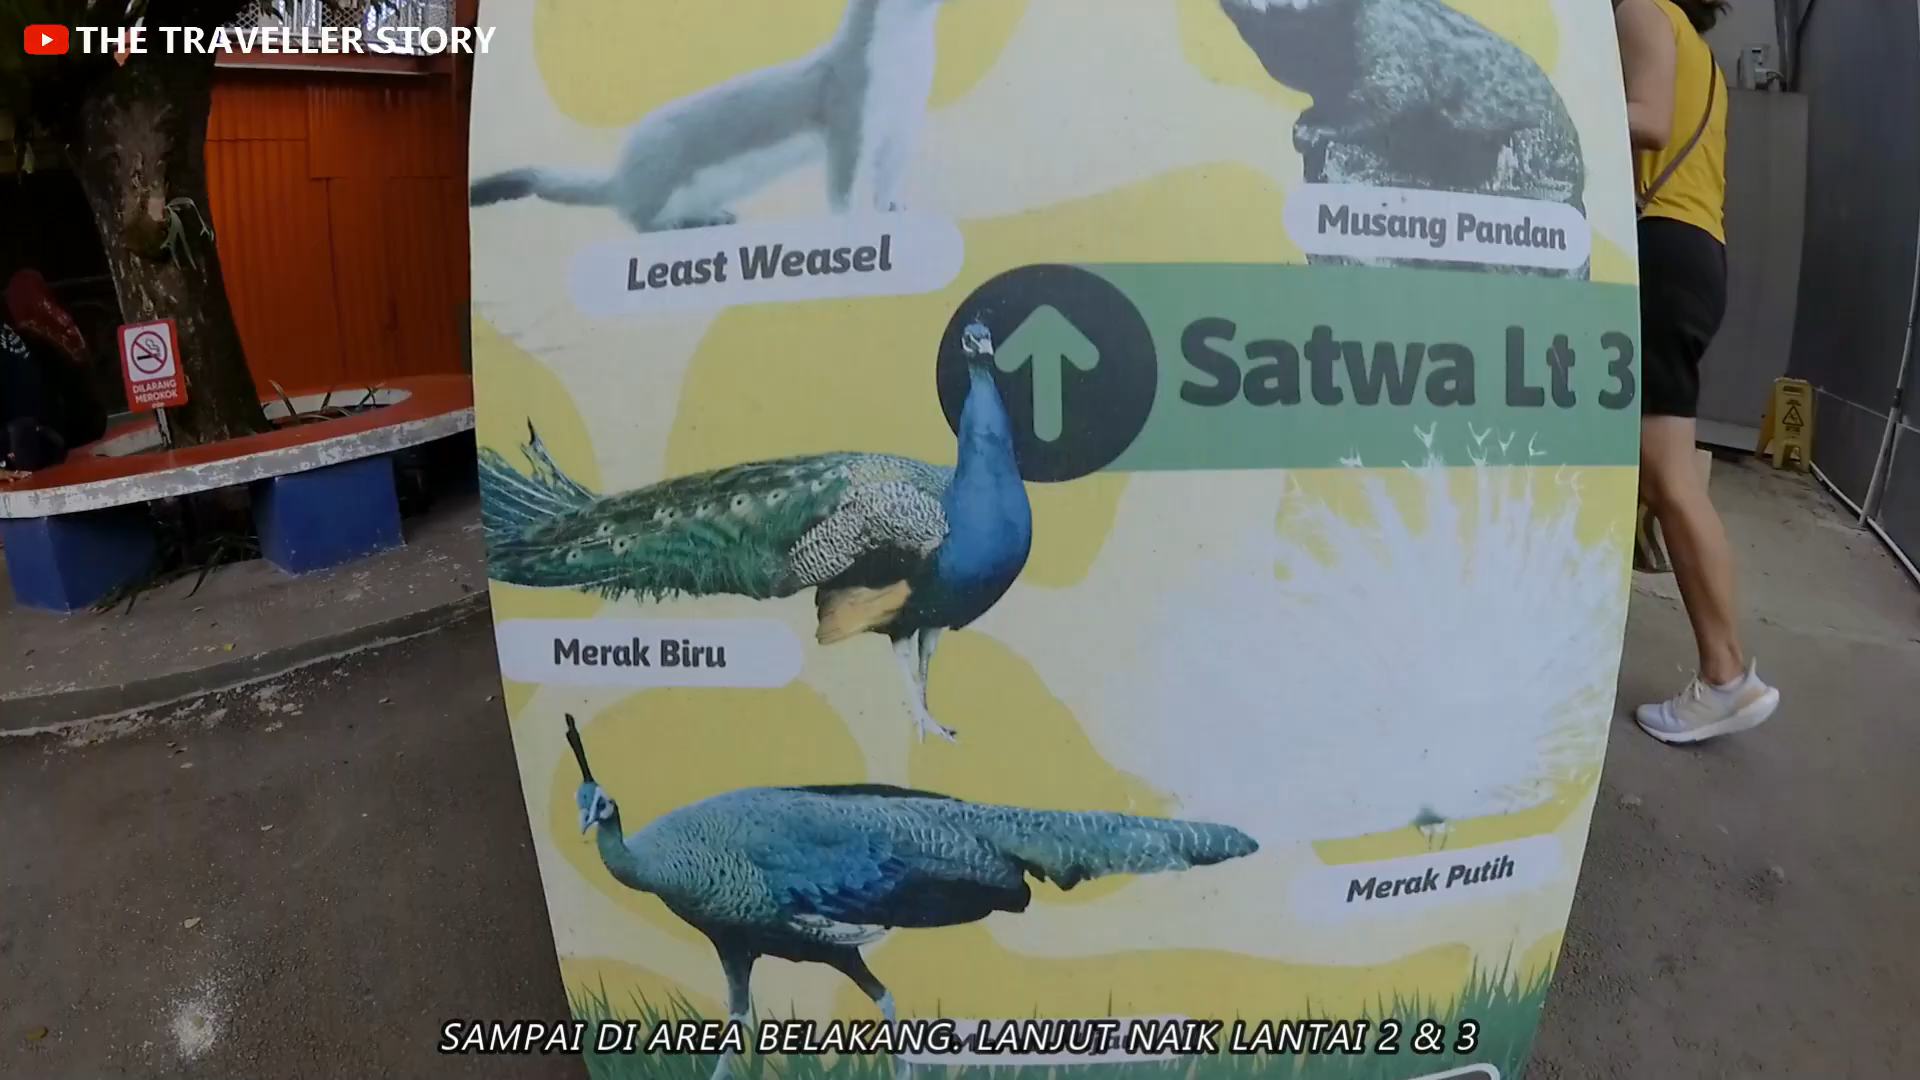 THE TRAVELLER STORY
Least Weasel
Musang Pandan
Satwa Lt 3
DILARANG
MEROKOK
Merak Biru
Merak Putih
SAMPAI DI AREA BELAKANG. LANJUT NAIK LANTAI 2 & 3